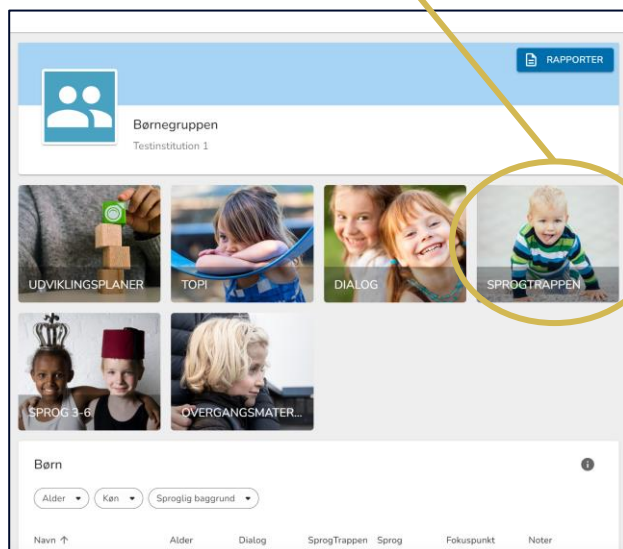 RAPPORTER
Børnegruppen
Testinstitution 1
UDVIKLINGSPLANER
TOPI
DIALOG
SPROGTRAPPEN
SPROG 3-6
OVERGANGSMATER...
Børn
Alder
Køn
Sproglig baggrund
Navn ↑ Alder Dialog SprogTrappen Sprog Fokuspunkt Noter